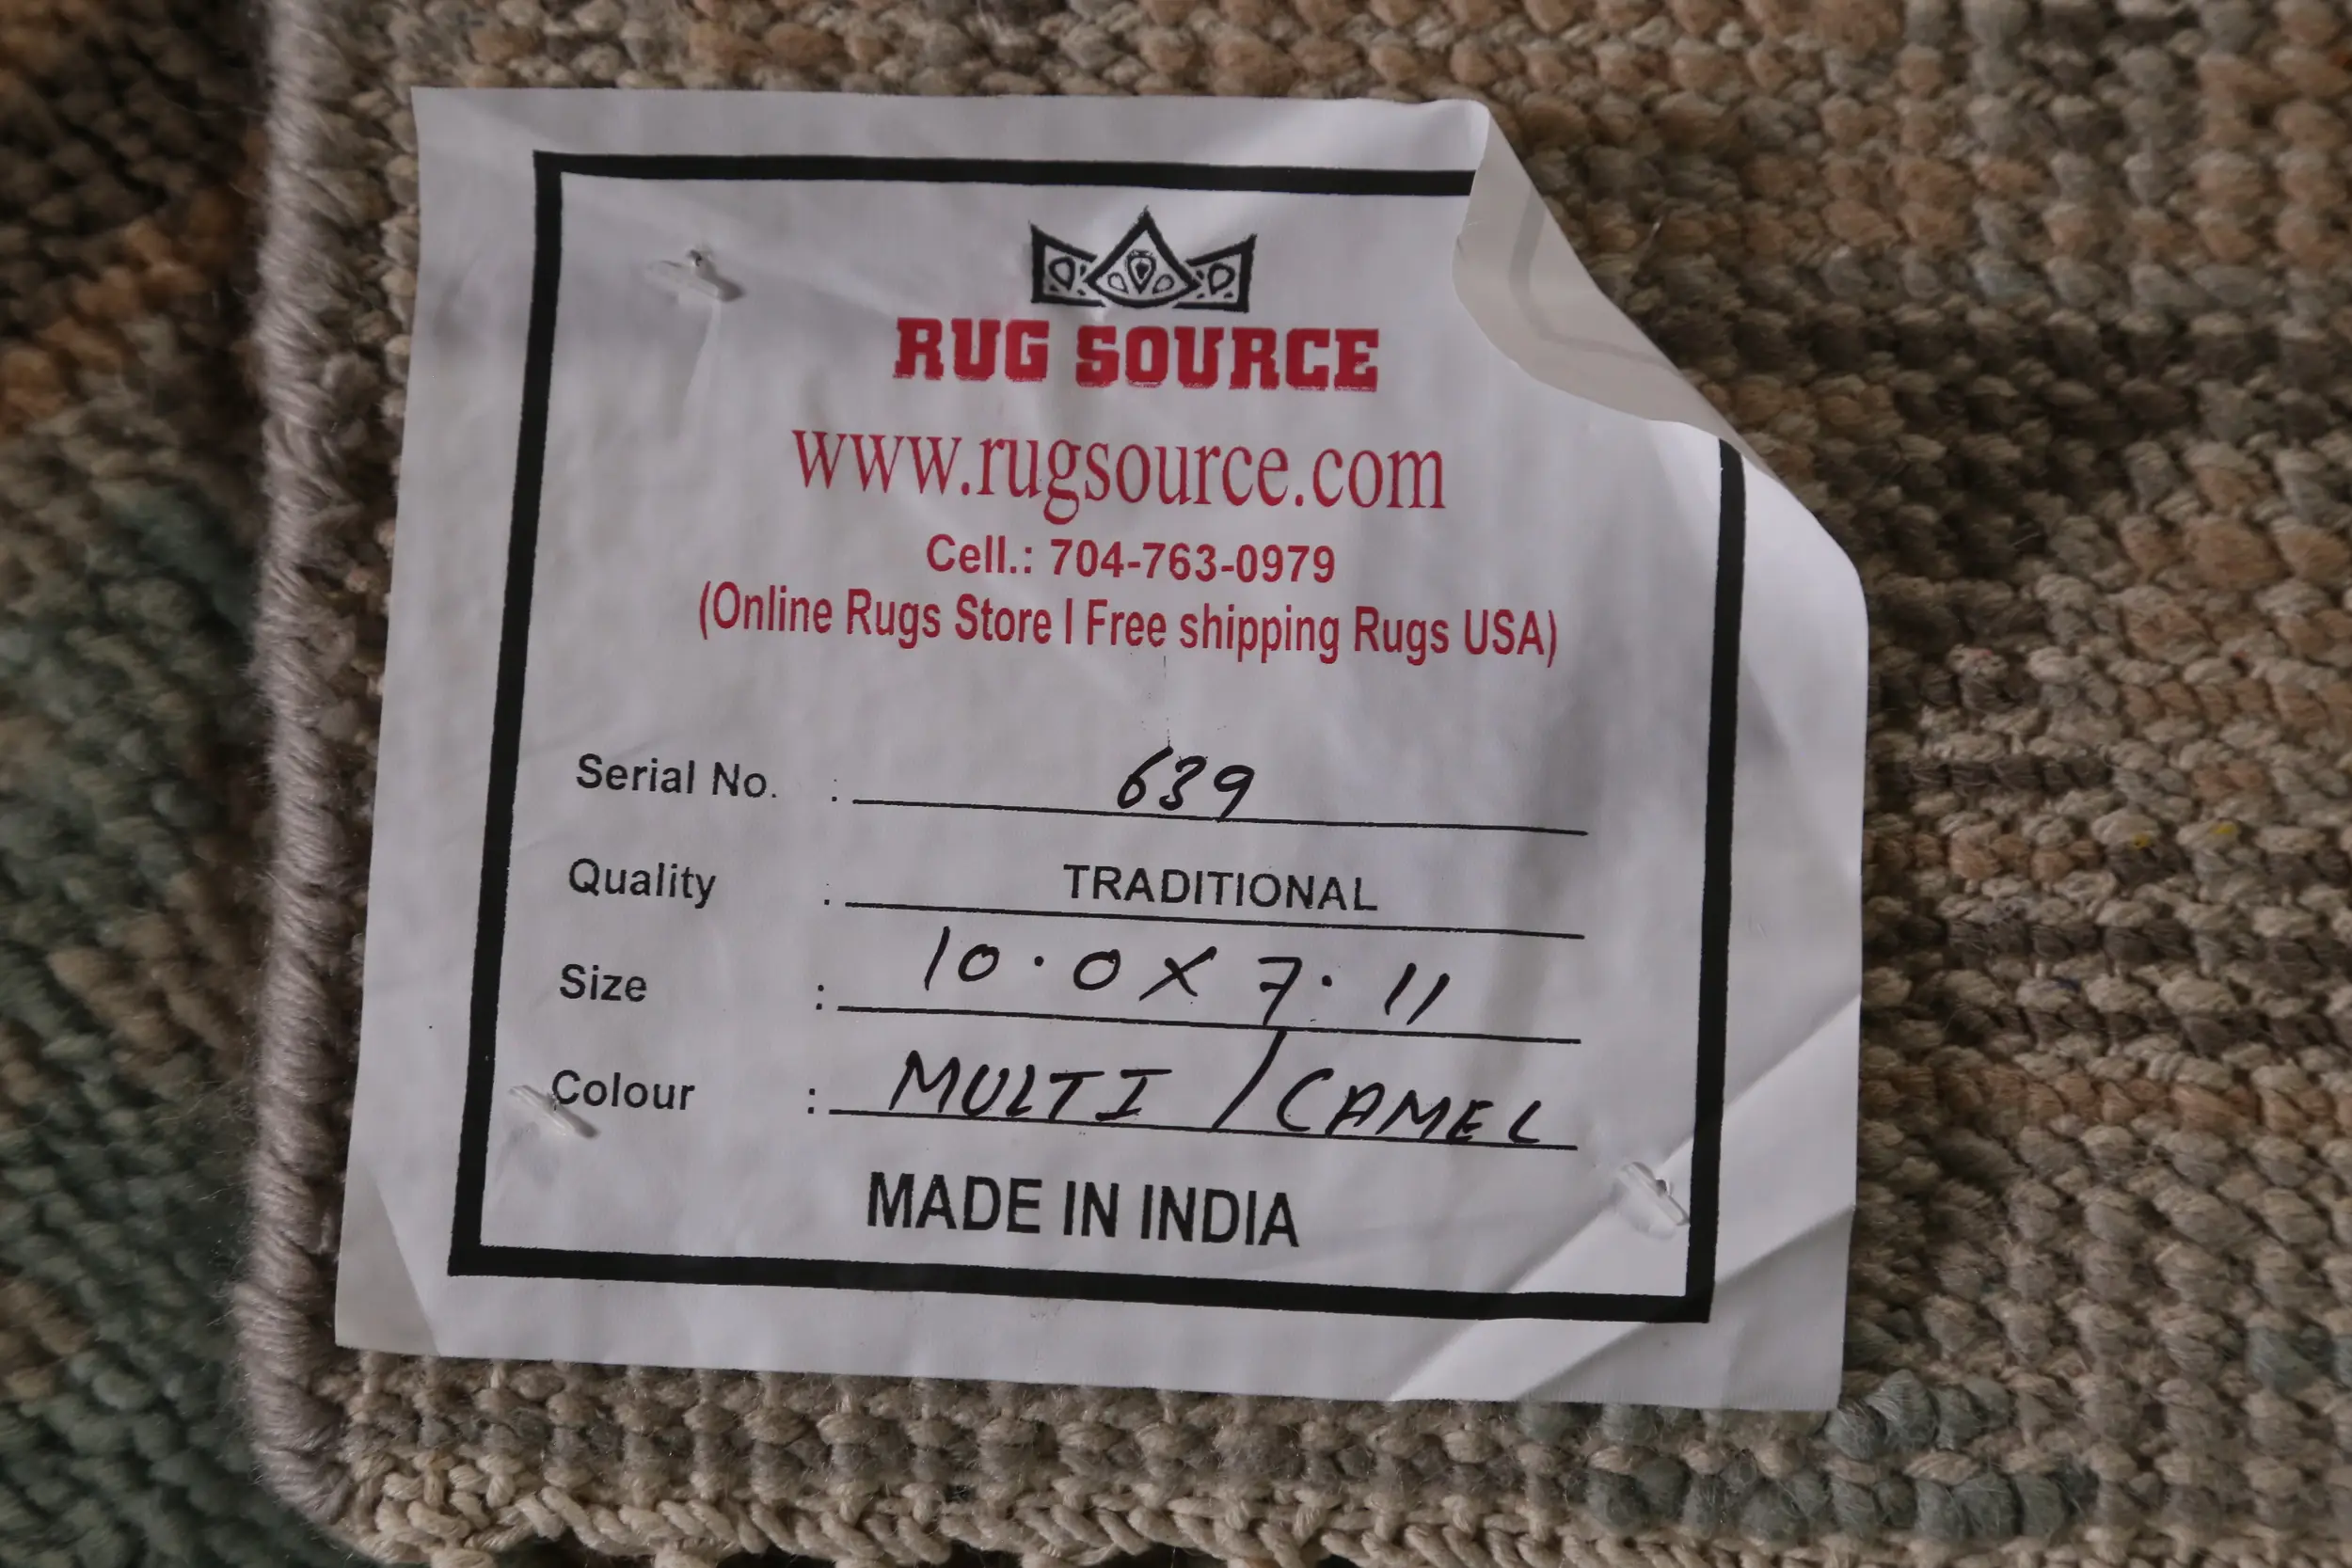 RUG SOURCE
www.rugsource.com
Cell.: 704-763-0979
(Online Rugs Store I Free shipping Rugs USA)
Serial No. : 639
Quality : TRADITIONAL
Size : 10.0 X 7.11
Colour : MULTI / CAMEL
MADE IN INDIA